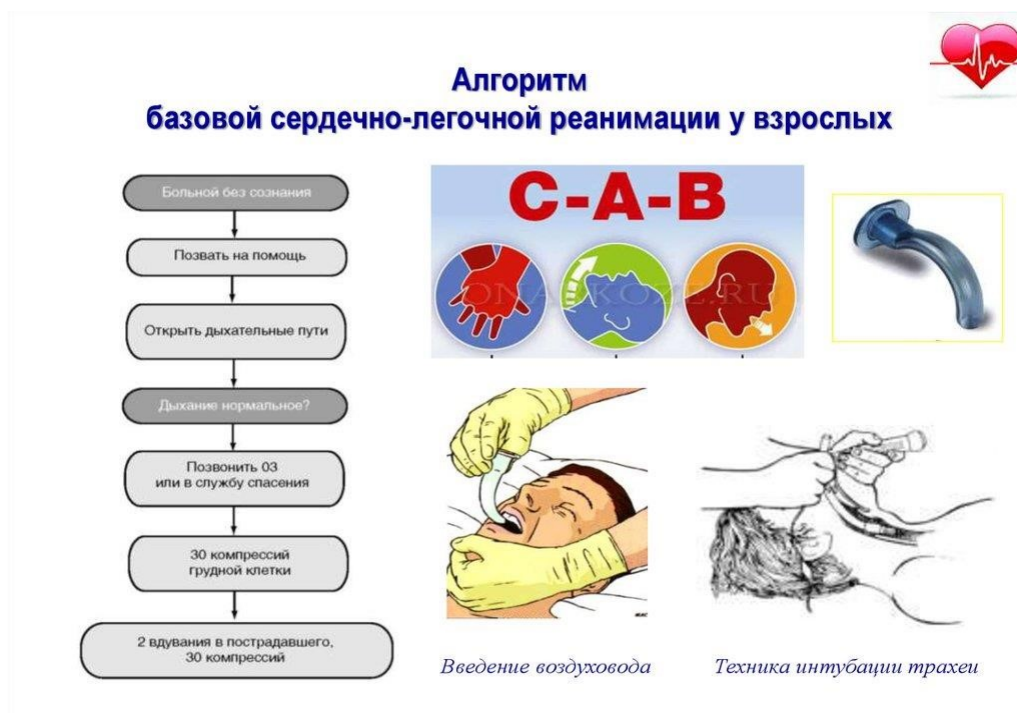 Алгоритм
базовой сердечно-легочной реанимации у взрослых
Больной без сознания
Позвать на помощь
Открыть дыхательные пути
Дыхание нормальное?
Позвонить 03
или в службу спасения
30 компрессий
грудной клетки
2 вдувания в пострадавшего,
30 компрессий
C-A-B
Введение воздуховода
Техника интубации трахеи